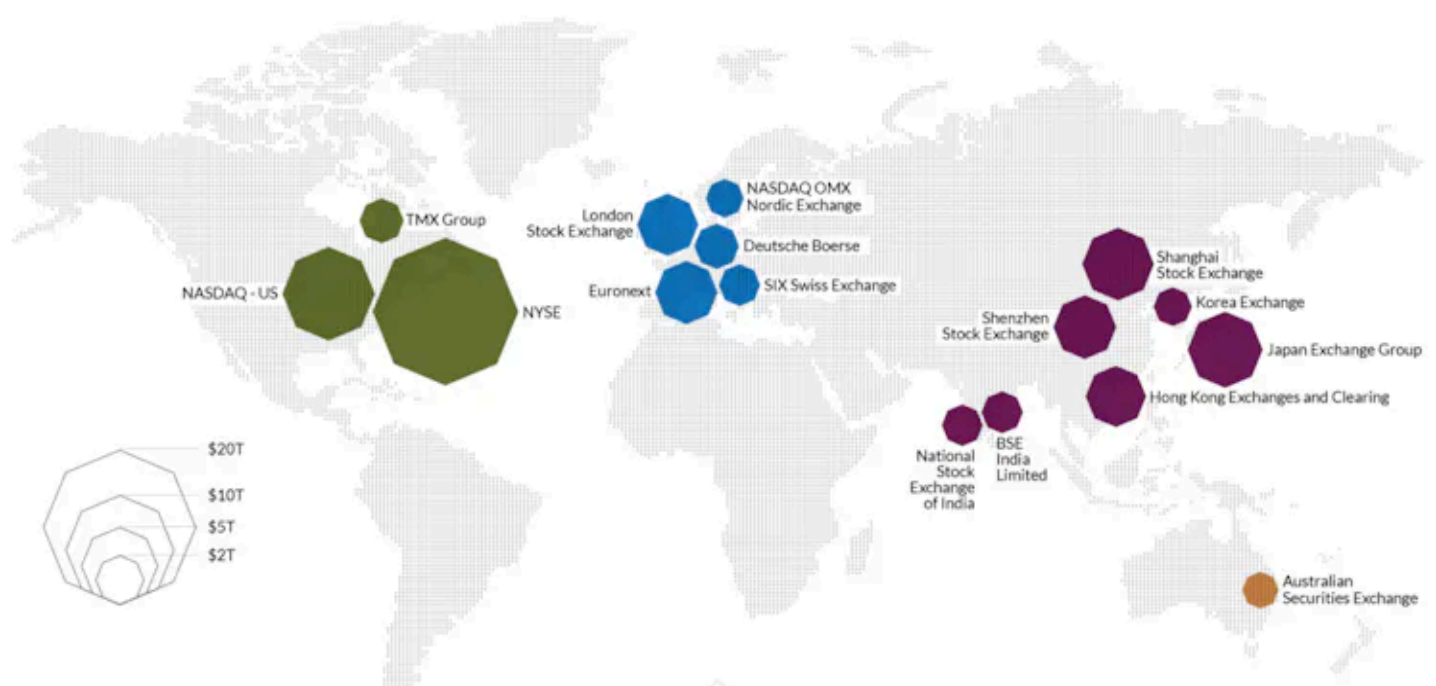 NASDAQ OMX
Nordic Exchange
London
Stock Exchange
TMX Group
Deutsche Boerse
Shanghai
Stock Exchange
SIX Swiss Exchange
Euronext
NASDAQ - US
Korea Exchange
NYSE
Shenzhen
Stock Exchange
Japan Exchange Group
Hong Kong Exchanges and Clearing
National
Stock
Exchange
of India
BSE
India
Limited
$20T
$10T
$5T
$2T
Australian
Securities Exchange